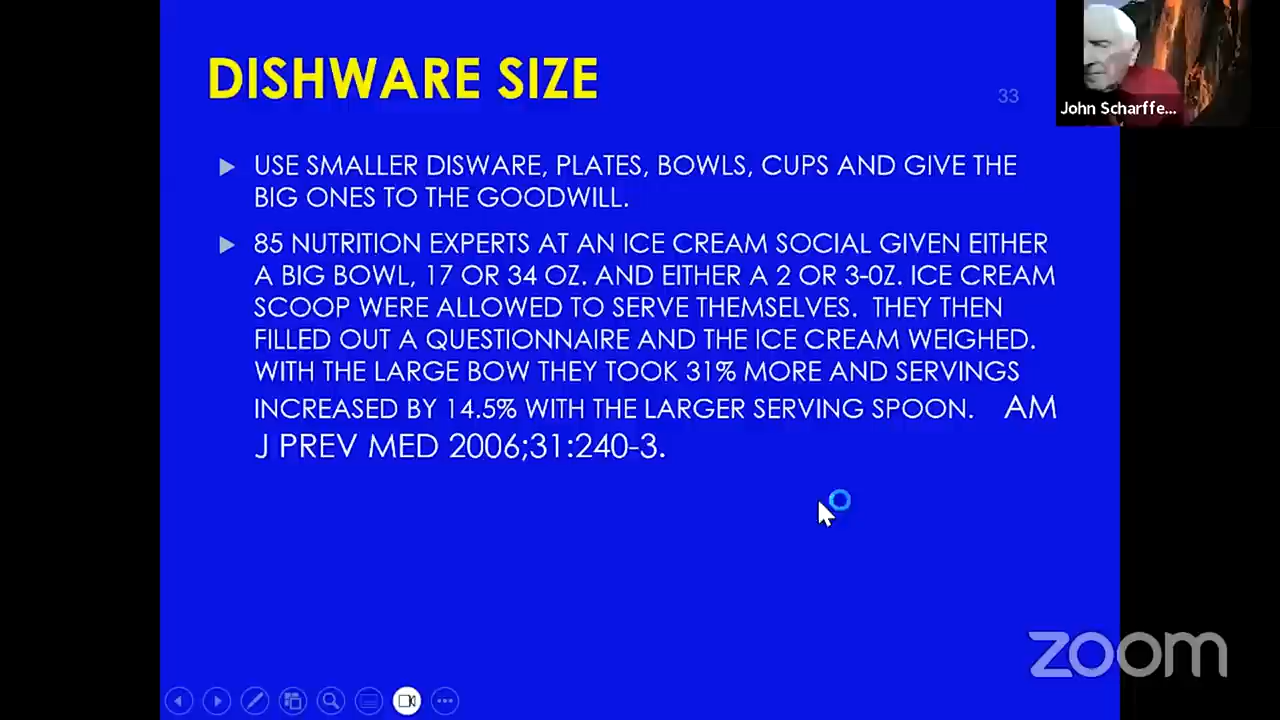 DISHWARE SIZE
33
John Scharffe...
USE SMALLER DISWARE, PLATES, BOWLS, CUPS AND GIVE THE
BIG ONES TO THE GOODWILL.
85 NUTRITION EXPERTS AT AN ICE CREAM SOCIAL GIVEN EITHER
A BIG BOWL, 17 OR 34 OZ. AND EITHER A 2 OR 3-0Z. ICE CREAM
SCOOP WERE ALLOWED TO SERVE THEMSELVES. THEY THEN
FILLED OUT A QUESTIONNAIRE AND THE ICE CREAM WEIGHED.
WITH THE LARGE BOW THEY TOOK 31% MORE AND SERVINGS
INCREASED BY 14.5% WITH THE LARGER SERVING SPOON. AM
J PREV MED 2006;31:240-3.
zoom